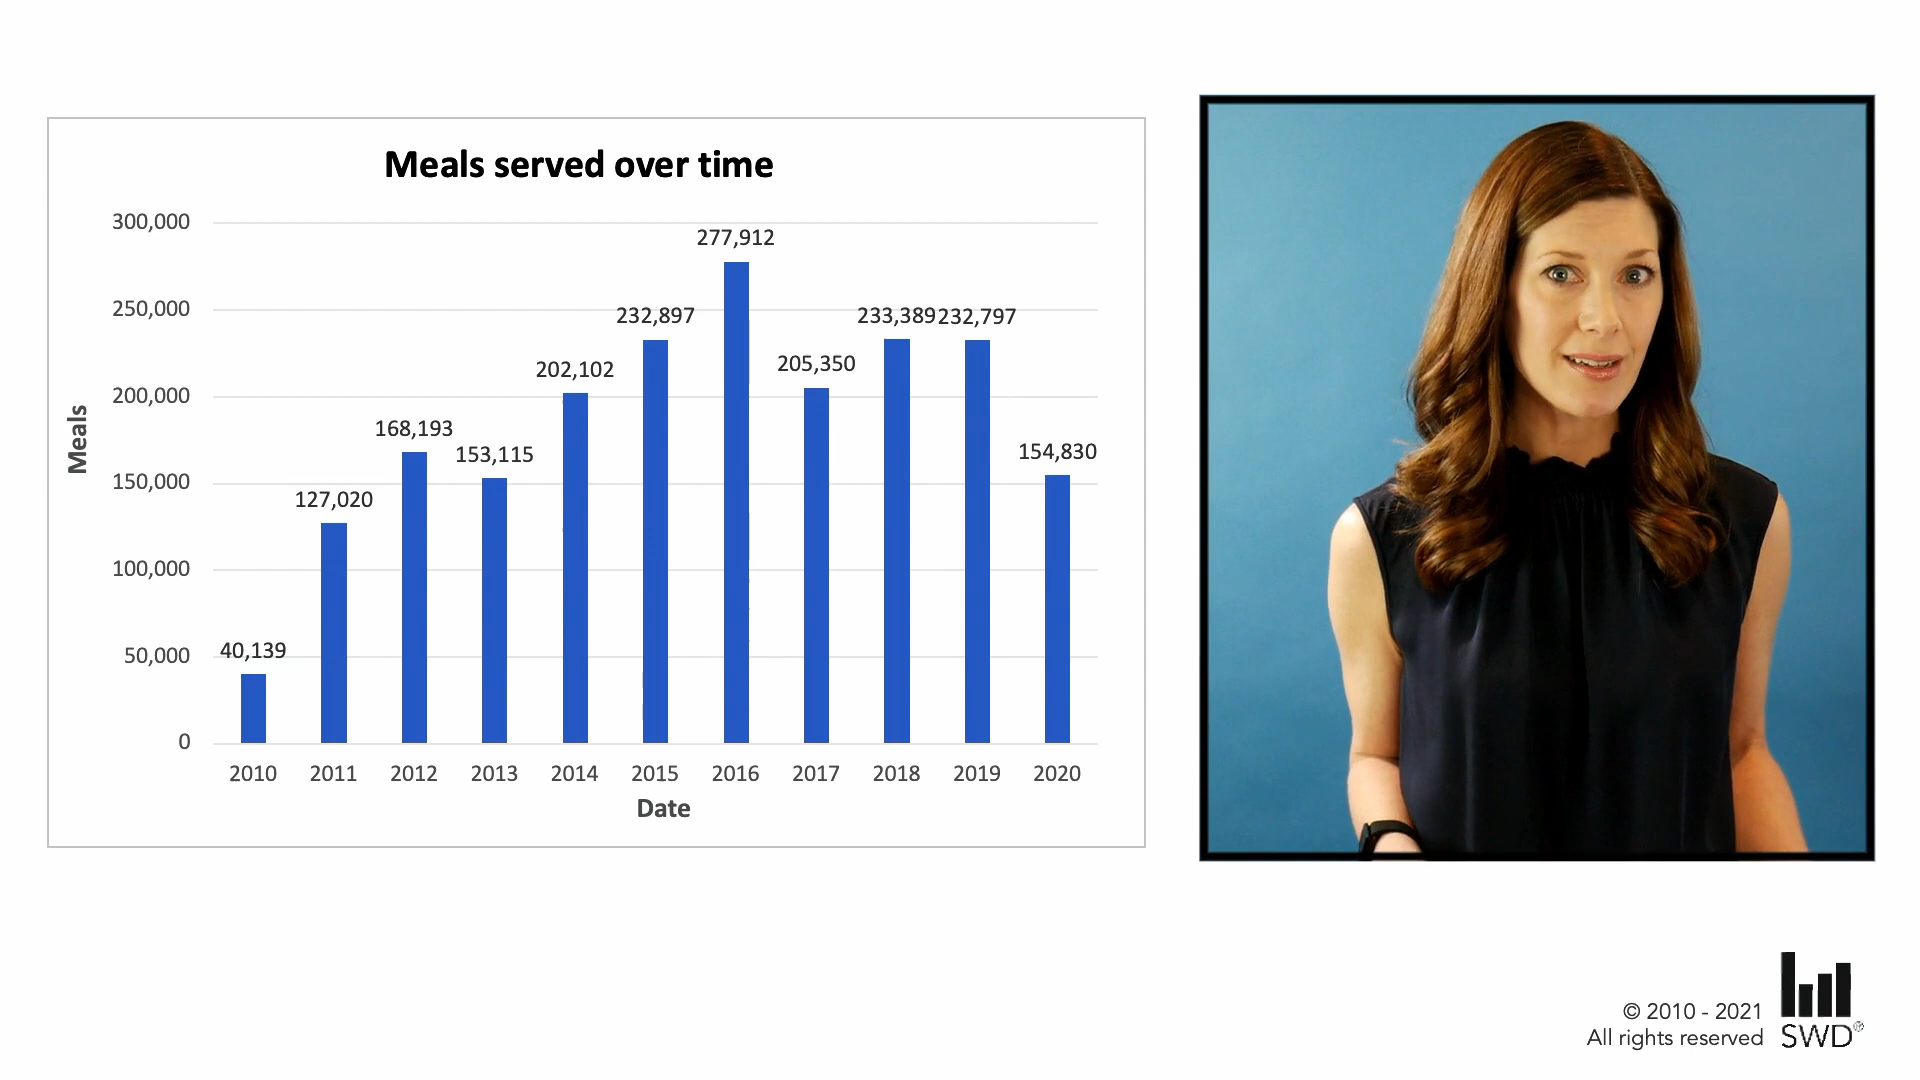 Meals served over time
Meals
300,000
250,000
200,000
150,000
100,000
50,000
0
40,139
127,020
168,193
153,115
202,102
232,897
277,912
205,350
233,389
232,797
154,830
2010 2011 2012 2013 2014 2015 2016 2017 2018 2019 2020
Date
© 2010 - 2021
All rights reserved
SWD®